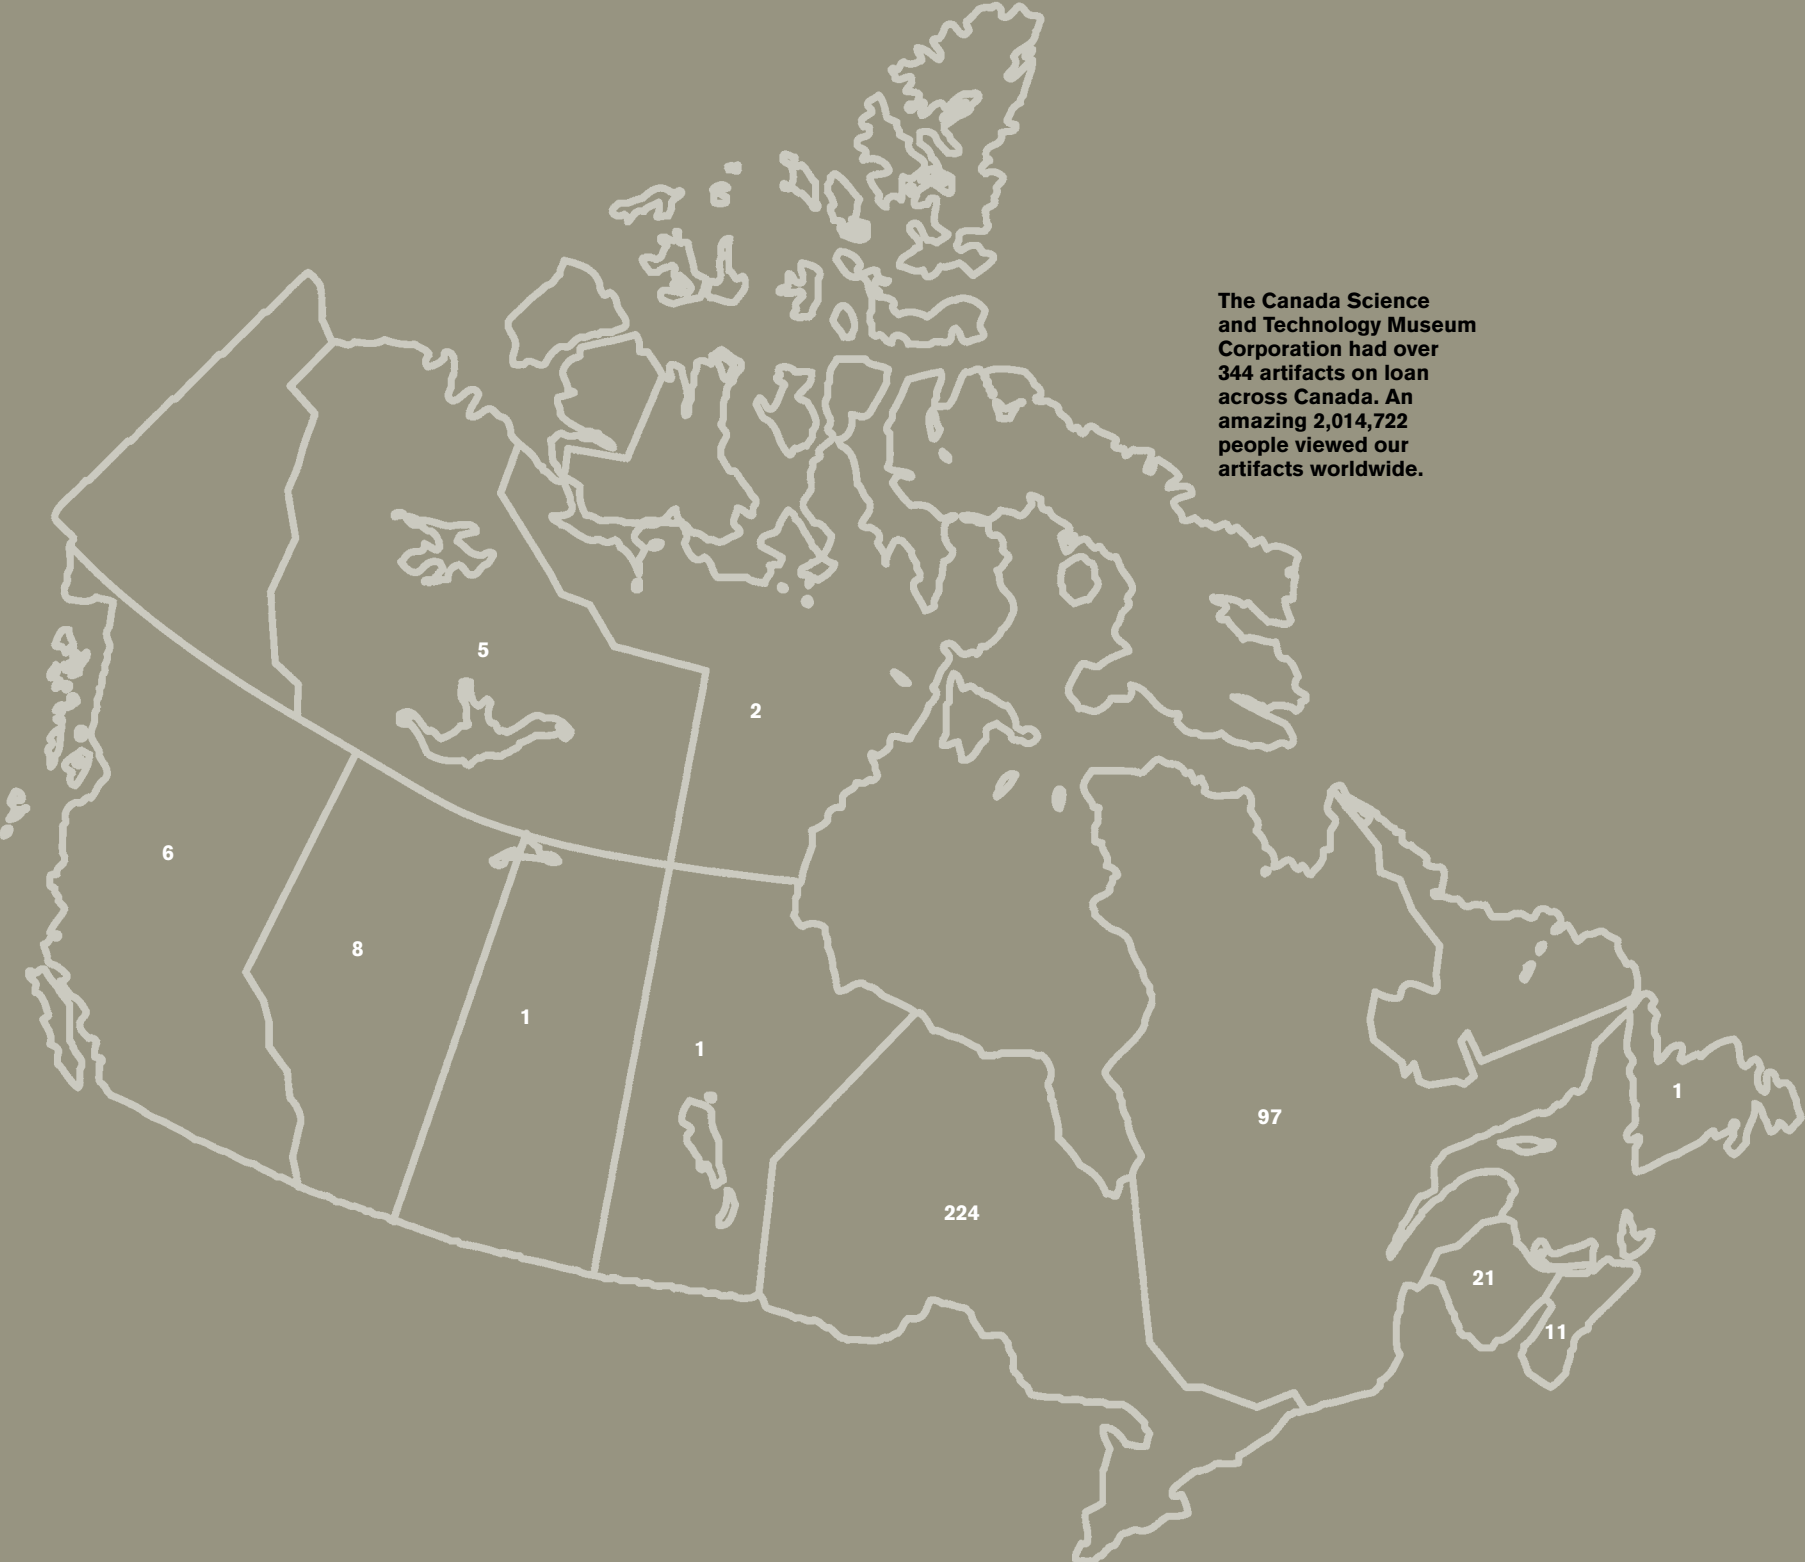 The Canada Science
and Technology Museum
Corporation had over
344 artifacts on loan
across Canada. An
amazing 2,014,722
people viewed our
artifacts worldwide.
5
2
6
8
1
1
1
97
224
21
11